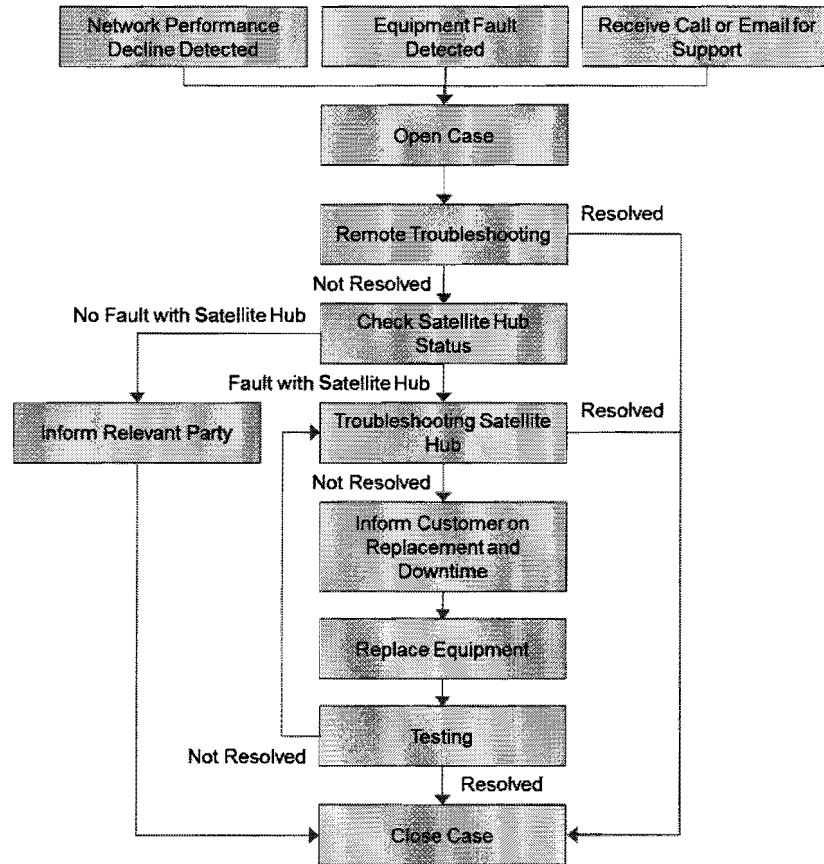 Network Performance
Decline Detected
Equipment Fault
Detected
Receive Call or Email for
Support
Open Case
Resolved
Remote Troubleshooting
Not Resolved
No Fault with Satellite Hub
Check Satellite Hub
Status
Fault with Satellite Hub
Inform Relevant Party
Troubleshooting Satellite
Hub
Resolved
Not Resolved
Inform Customer on
Replacement and
Downtime
Replace Equipment
Testing
Not Resolved
Resolved
Close Case